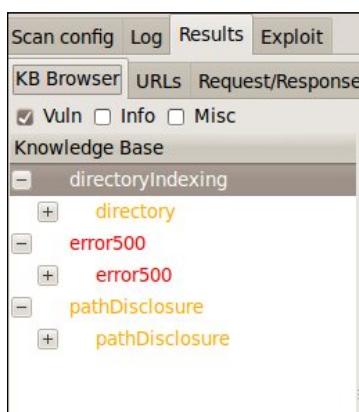 Scan config Log Results Exploit
KB Browser URLs Request/Response
Vuln Info Misc
Knowledge Base
directoryIndexing
directory
error500
error500
pathDisclosure
pathDisclosure